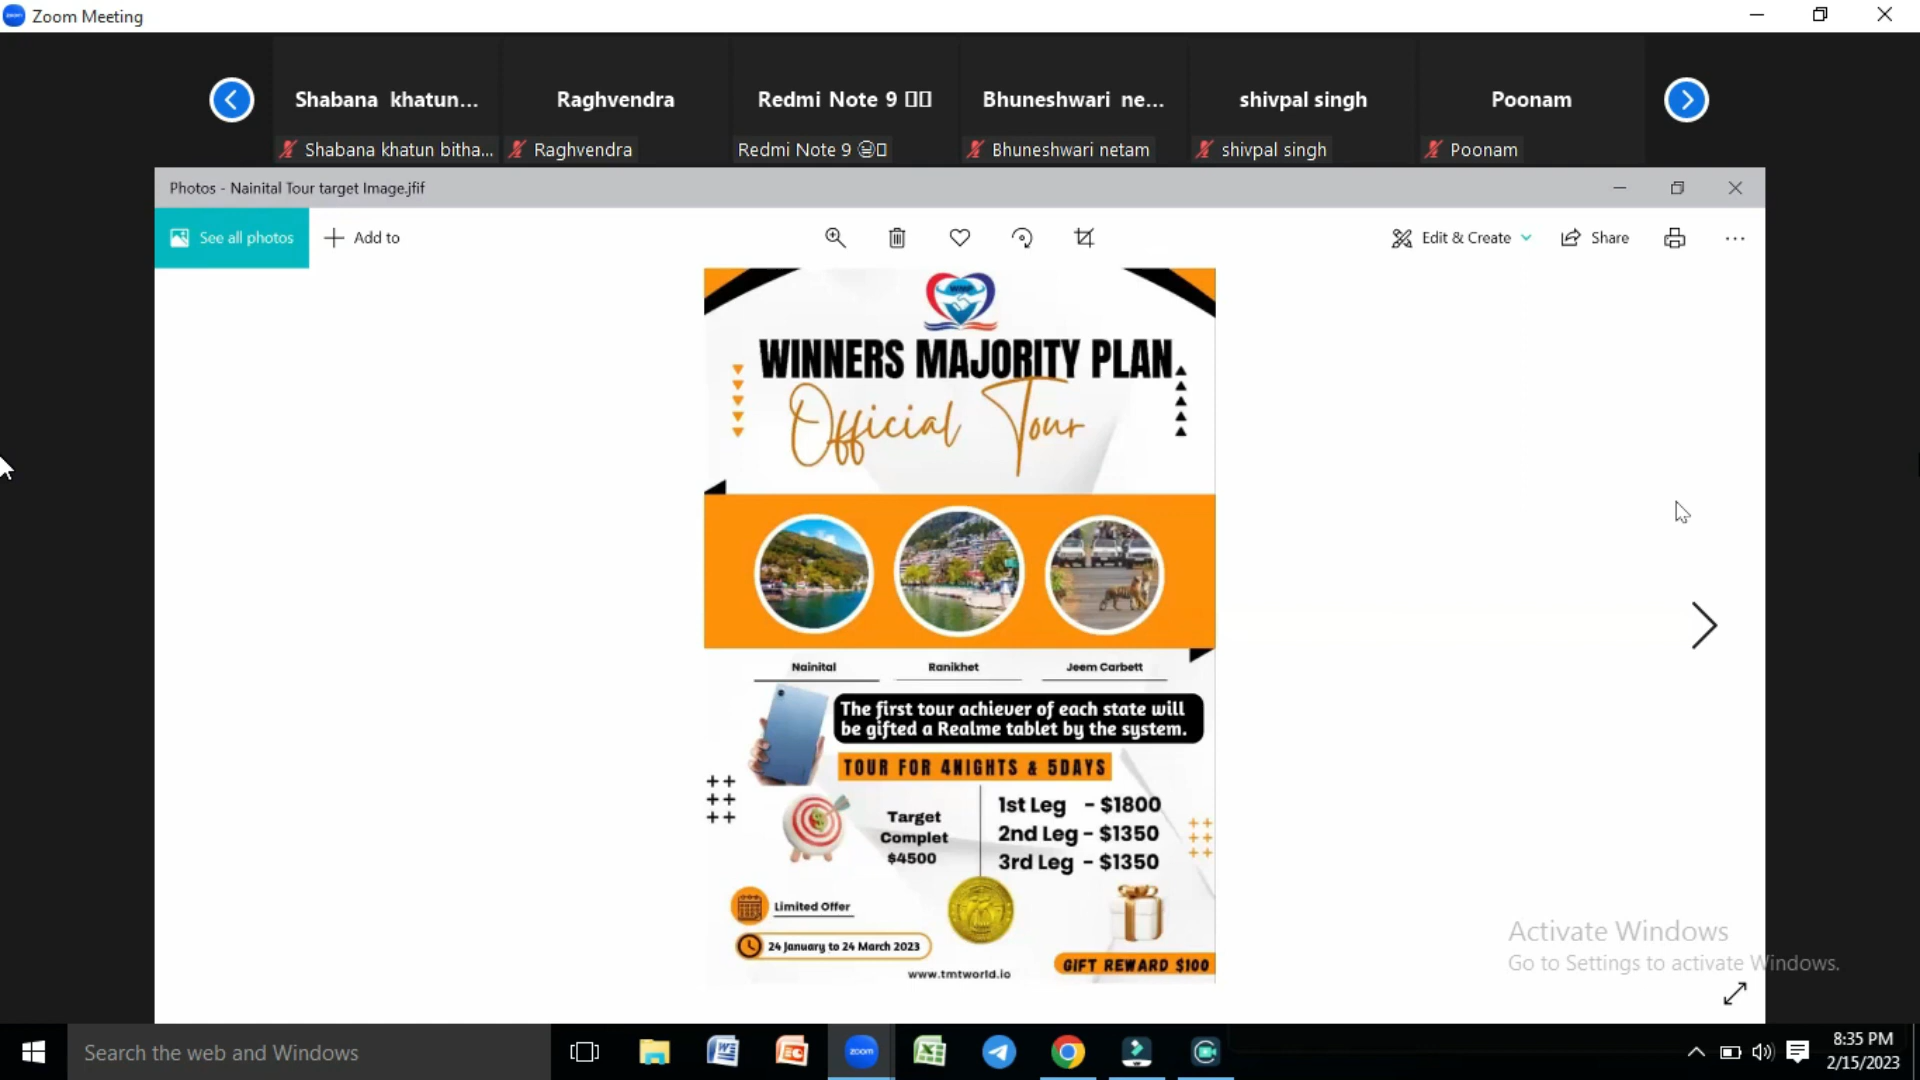 Zoom Meeting
Shabana khatun...
Raghvendra
Redmi Note 9
Bhuneshwari ne...
shivpal singh
Poonam
Shabana khatun bitha...
Raghvendra
Redmi Note 9
Bhuneshwari netam
shivpal singh
Poonam
Photos - Nainital Tour target Image.jfif
See all photos
Add to
Edit & Create
Share
WMP
WINNERS MAJORITY PLAN
Official Tour
Nainital
Ranikhet
Jeem Carbett
The first tour achiever of each state will
be gifted a Realme tablet by the system.
TOUR FOR 4NIGHTS & 5DAYS
Target
Complet
$4500
1st Leg - $1800
2nd Leg - $1350
3rd Leg - $1350
Limited Offer
24 January to 24 March 2023
www.tmtworld.io
GIFT REWARD $100
Activate Windows
Go to Settings to activate Windows.
Search the web and Windows
zoom
8:35 PM
2/15/2023